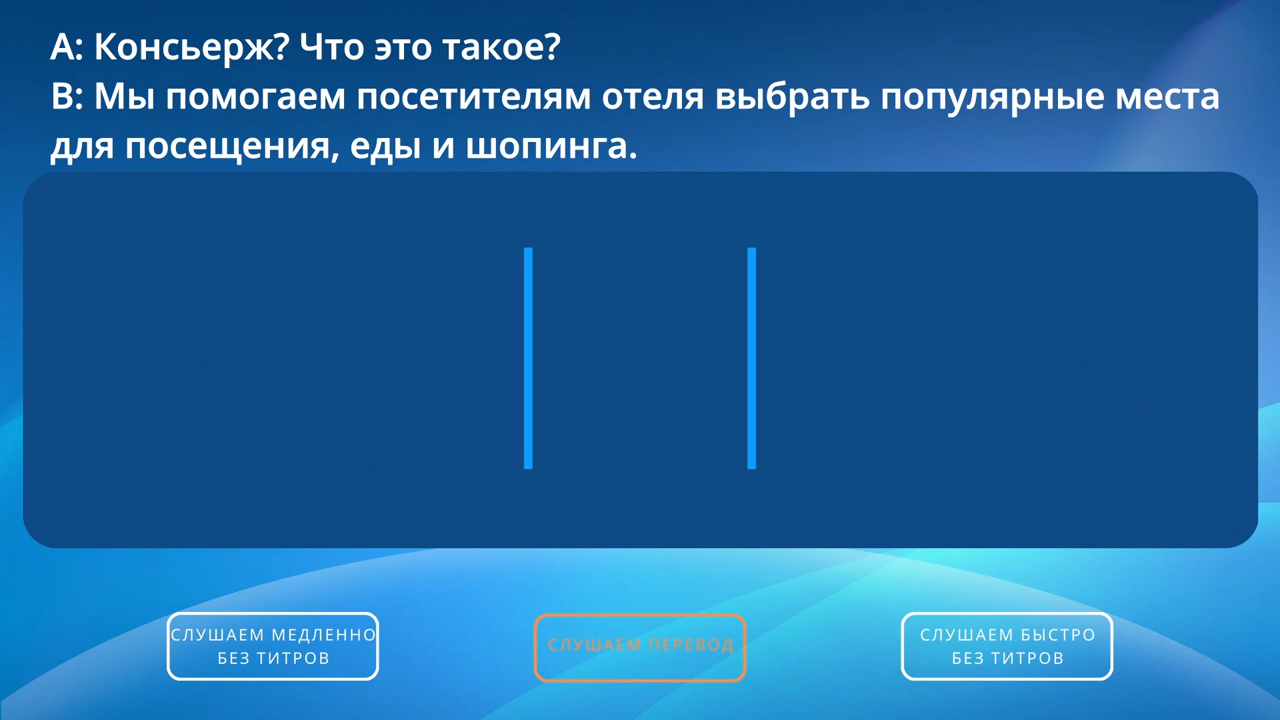 A: Консьерж? Что это такое?
B: Мы помогаем посетителям отеля выбрать популярные места
для посещения, еды и шопинга.
СЛУШАЕМ МЕДЛЕННО
БЕЗ ТИТРОВ
СЛУШАЕМ ПЕРЕВОД
СЛУШАЕМ БЫСТРО
БЕЗ ТИТРОВ